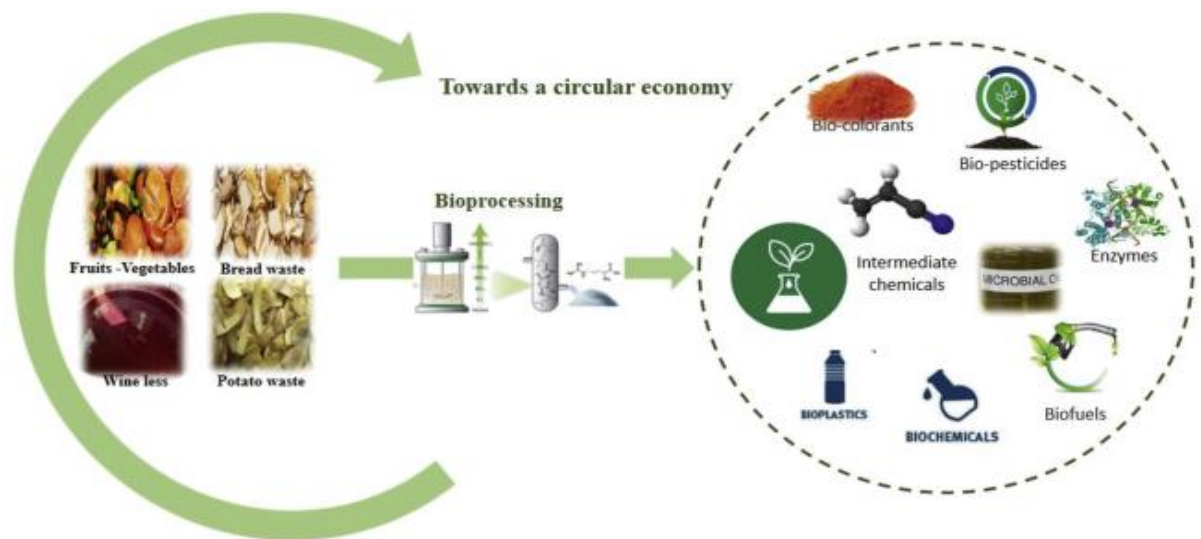 Towards a circular economy
Fruits -Vegetables
Bread waste
Wine less
Potato waste
Bioprocessing
Bio-colorants
Bio-pesticides
Intermediate
chemicals
Enzymes
MICROBIAL
BIOPLASTICS
BIOCHEMICALS
Biofuels